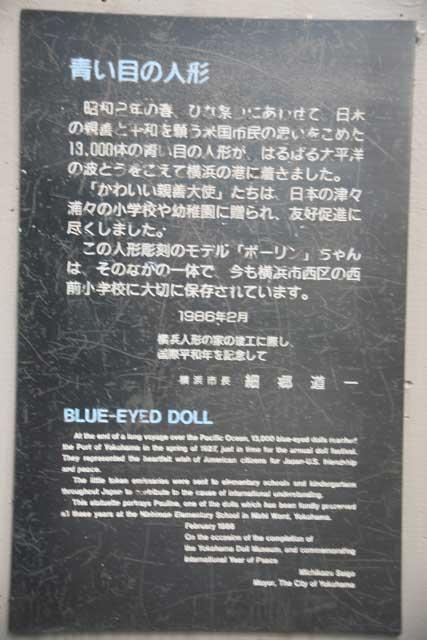 青い目の人形
昭和2年の春、ひな祭りにあわせて、日本
の親善と平和を願う米国市民の思いをこめた
13,000体の青い目の人形が、はるばる太平洋
の波とうをこえて横浜の港に着きました。
「かわいい親善大使」たちは、日本の津々
浦々の小学校や幼稚園に贈られ、友好促進に
尽くしました。
この人形彫刻のモデル「ポーリン」ちゃん
は、そのなかの一体で、今も横浜市西区の西
前小学校に大切に保存されています。
1986年2月
横浜人形の家の竣工に際し、
国際平和年を記念して
横浜市長 細郷道一
BLUE-EYED DOLL
At the end of a long voyage over the Pacific Ocean, 13,000 blue-eyed dolls reached
the Port of Yokohama in the spring of 1927, just in time for the annual doll festival.
They represented the heartfelt wish of American citizens for Japan-U.S. friendship
and peace.
The little token emissaries were sent to elementary schools and kindergartens
throughout Japan to contribute to the cause of international understanding.
This statuette portrays Pauline, one of the dolls which has been fondly preserved
all these years at the Nishimae Elementary School in Nishi Ward, Yokohama.
February 1986
On the occasion of the completion of
the Yokohama Doll Museum, and commemorating
International Year of Peace
Michikazu Saigo
Mayor, The City of Yokohama